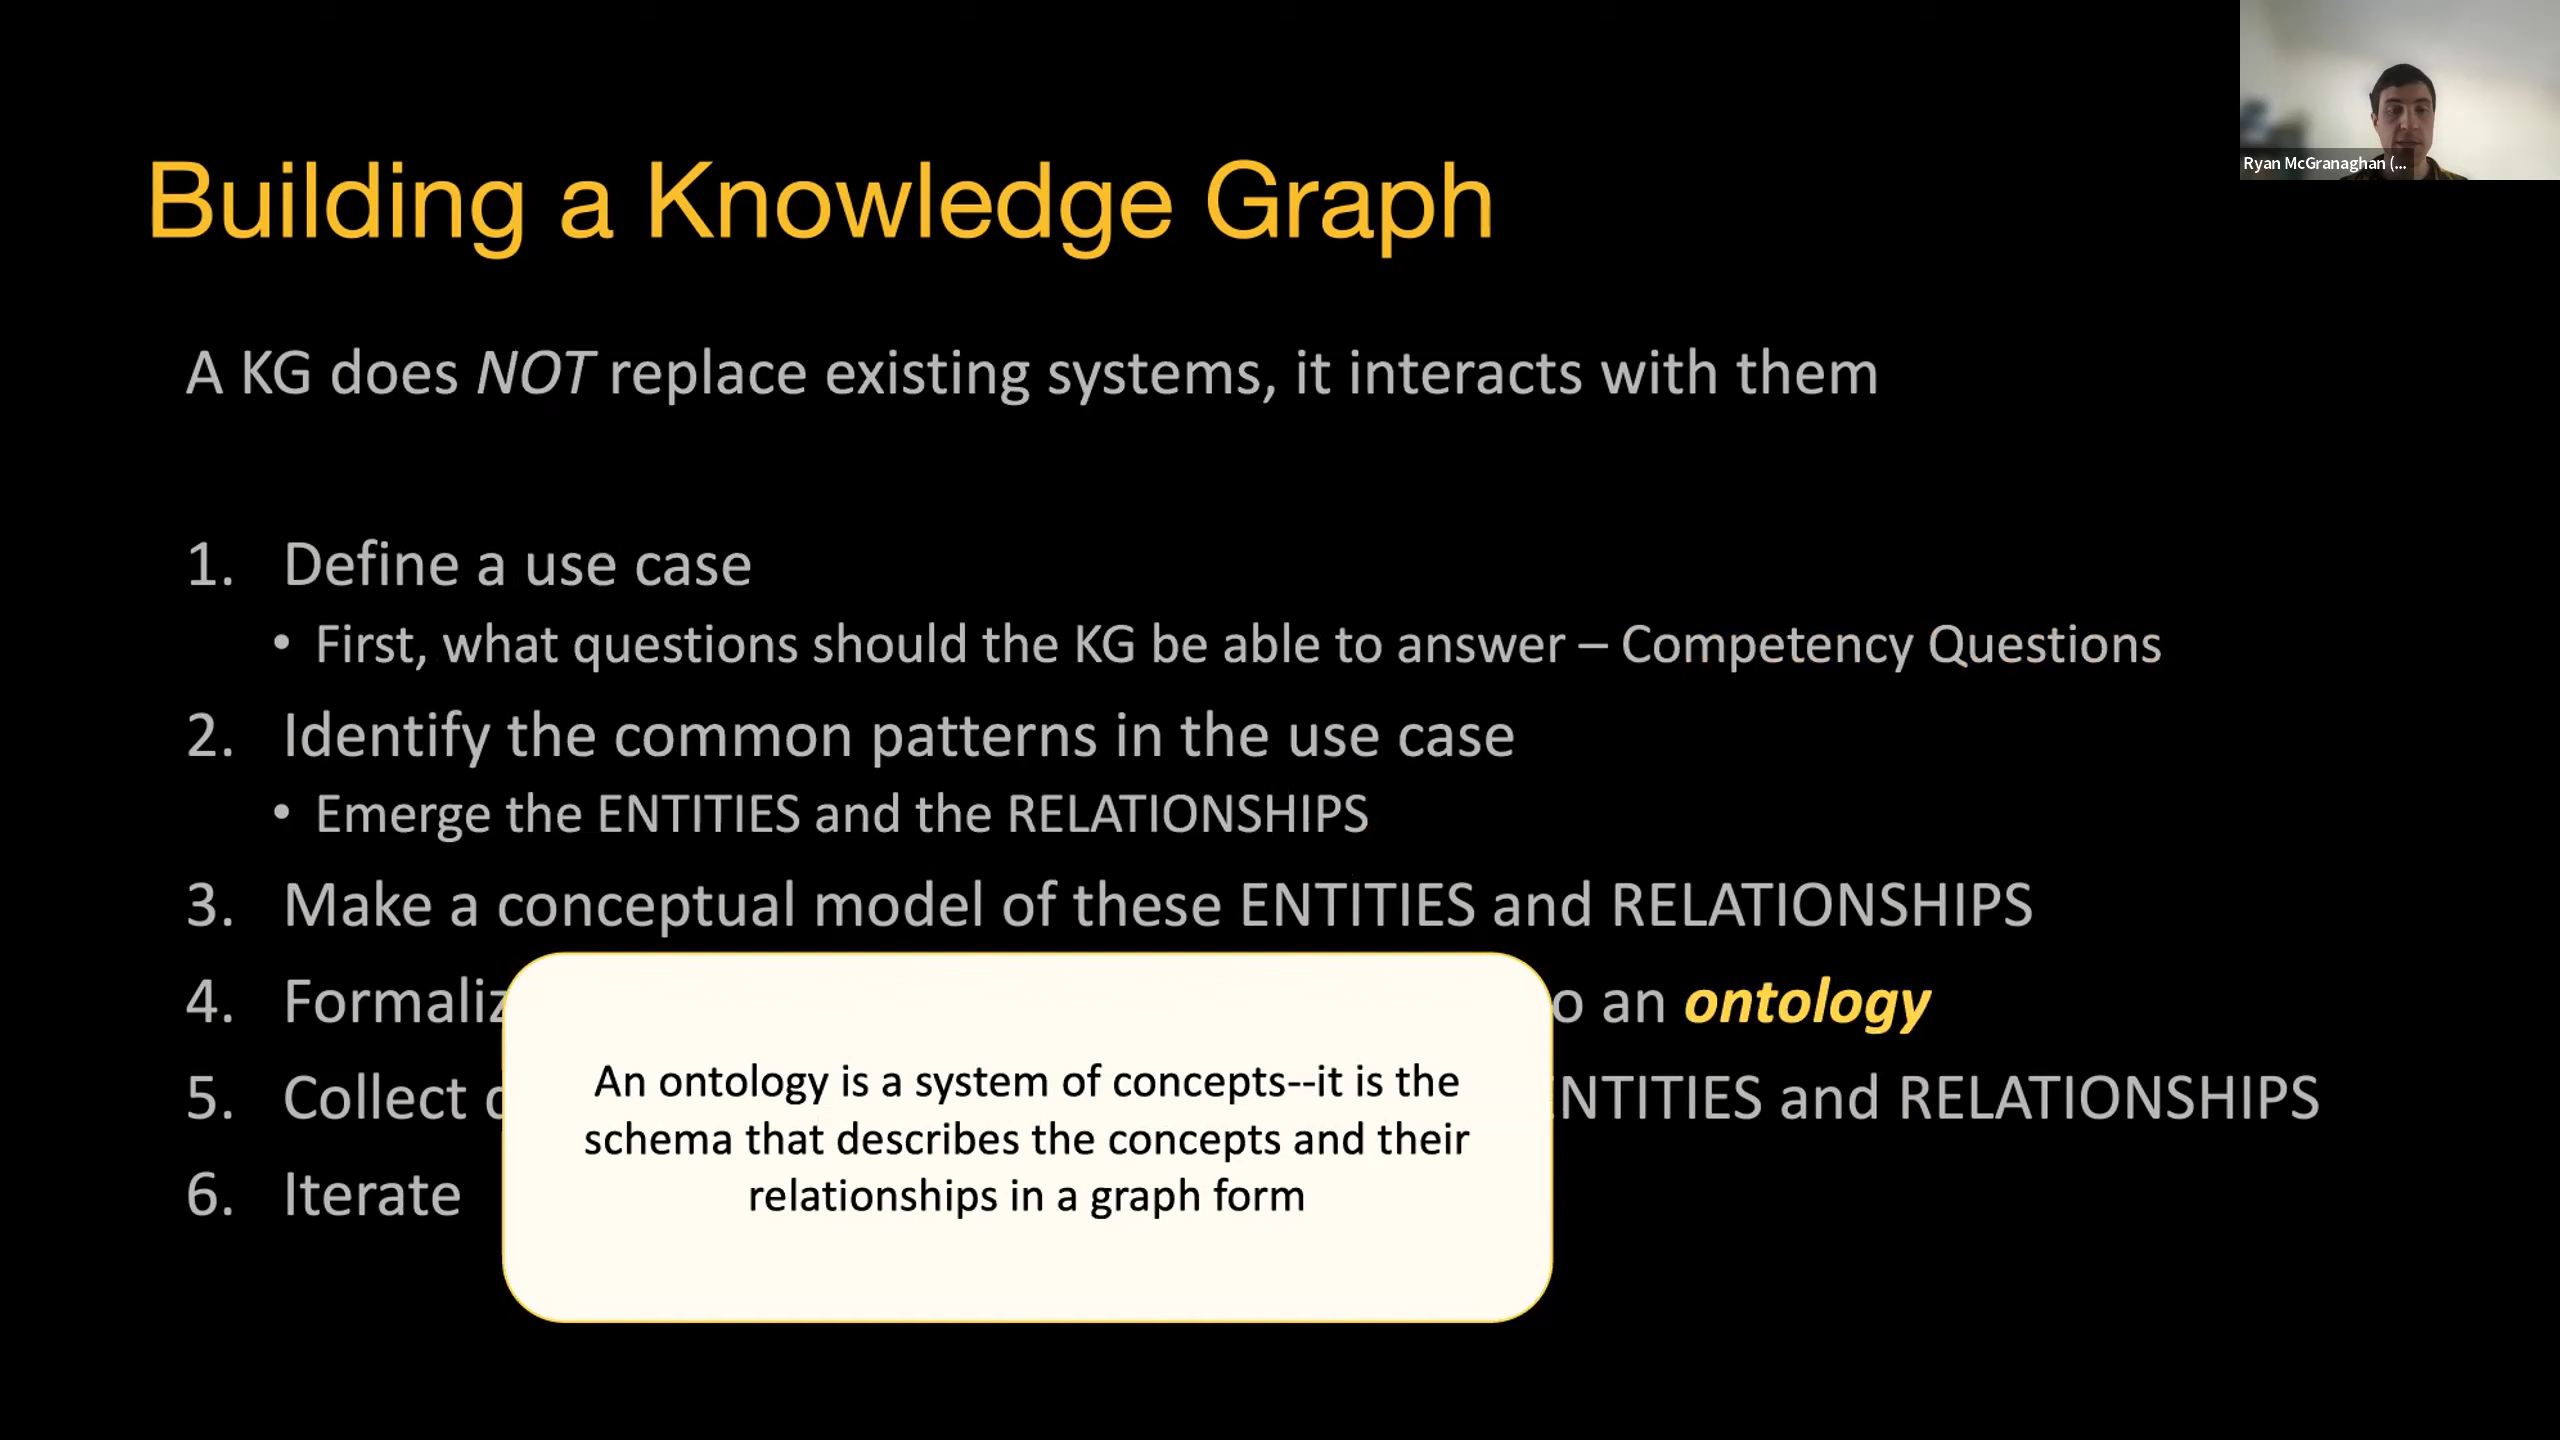 Building a Knowledge Graph
Ryan McGranaghan (...
A KG does NOT replace existing systems, it interacts with them
1. Define a use case
• First, what questions should the KG be able to answer – Competency Questions
2. Identify the common patterns in the use case
• Emerge the ENTITIES and the RELATIONSHIPS
3. Make a conceptual model of these ENTITIES and RELATIONSHIPS
4. Formaliz o an ontology
5. Collect NTITIES and RELATIONSHIPS
6. Iterate
An ontology is a system of concepts--it is the
schema that describes the concepts and their
relationships in a graph form